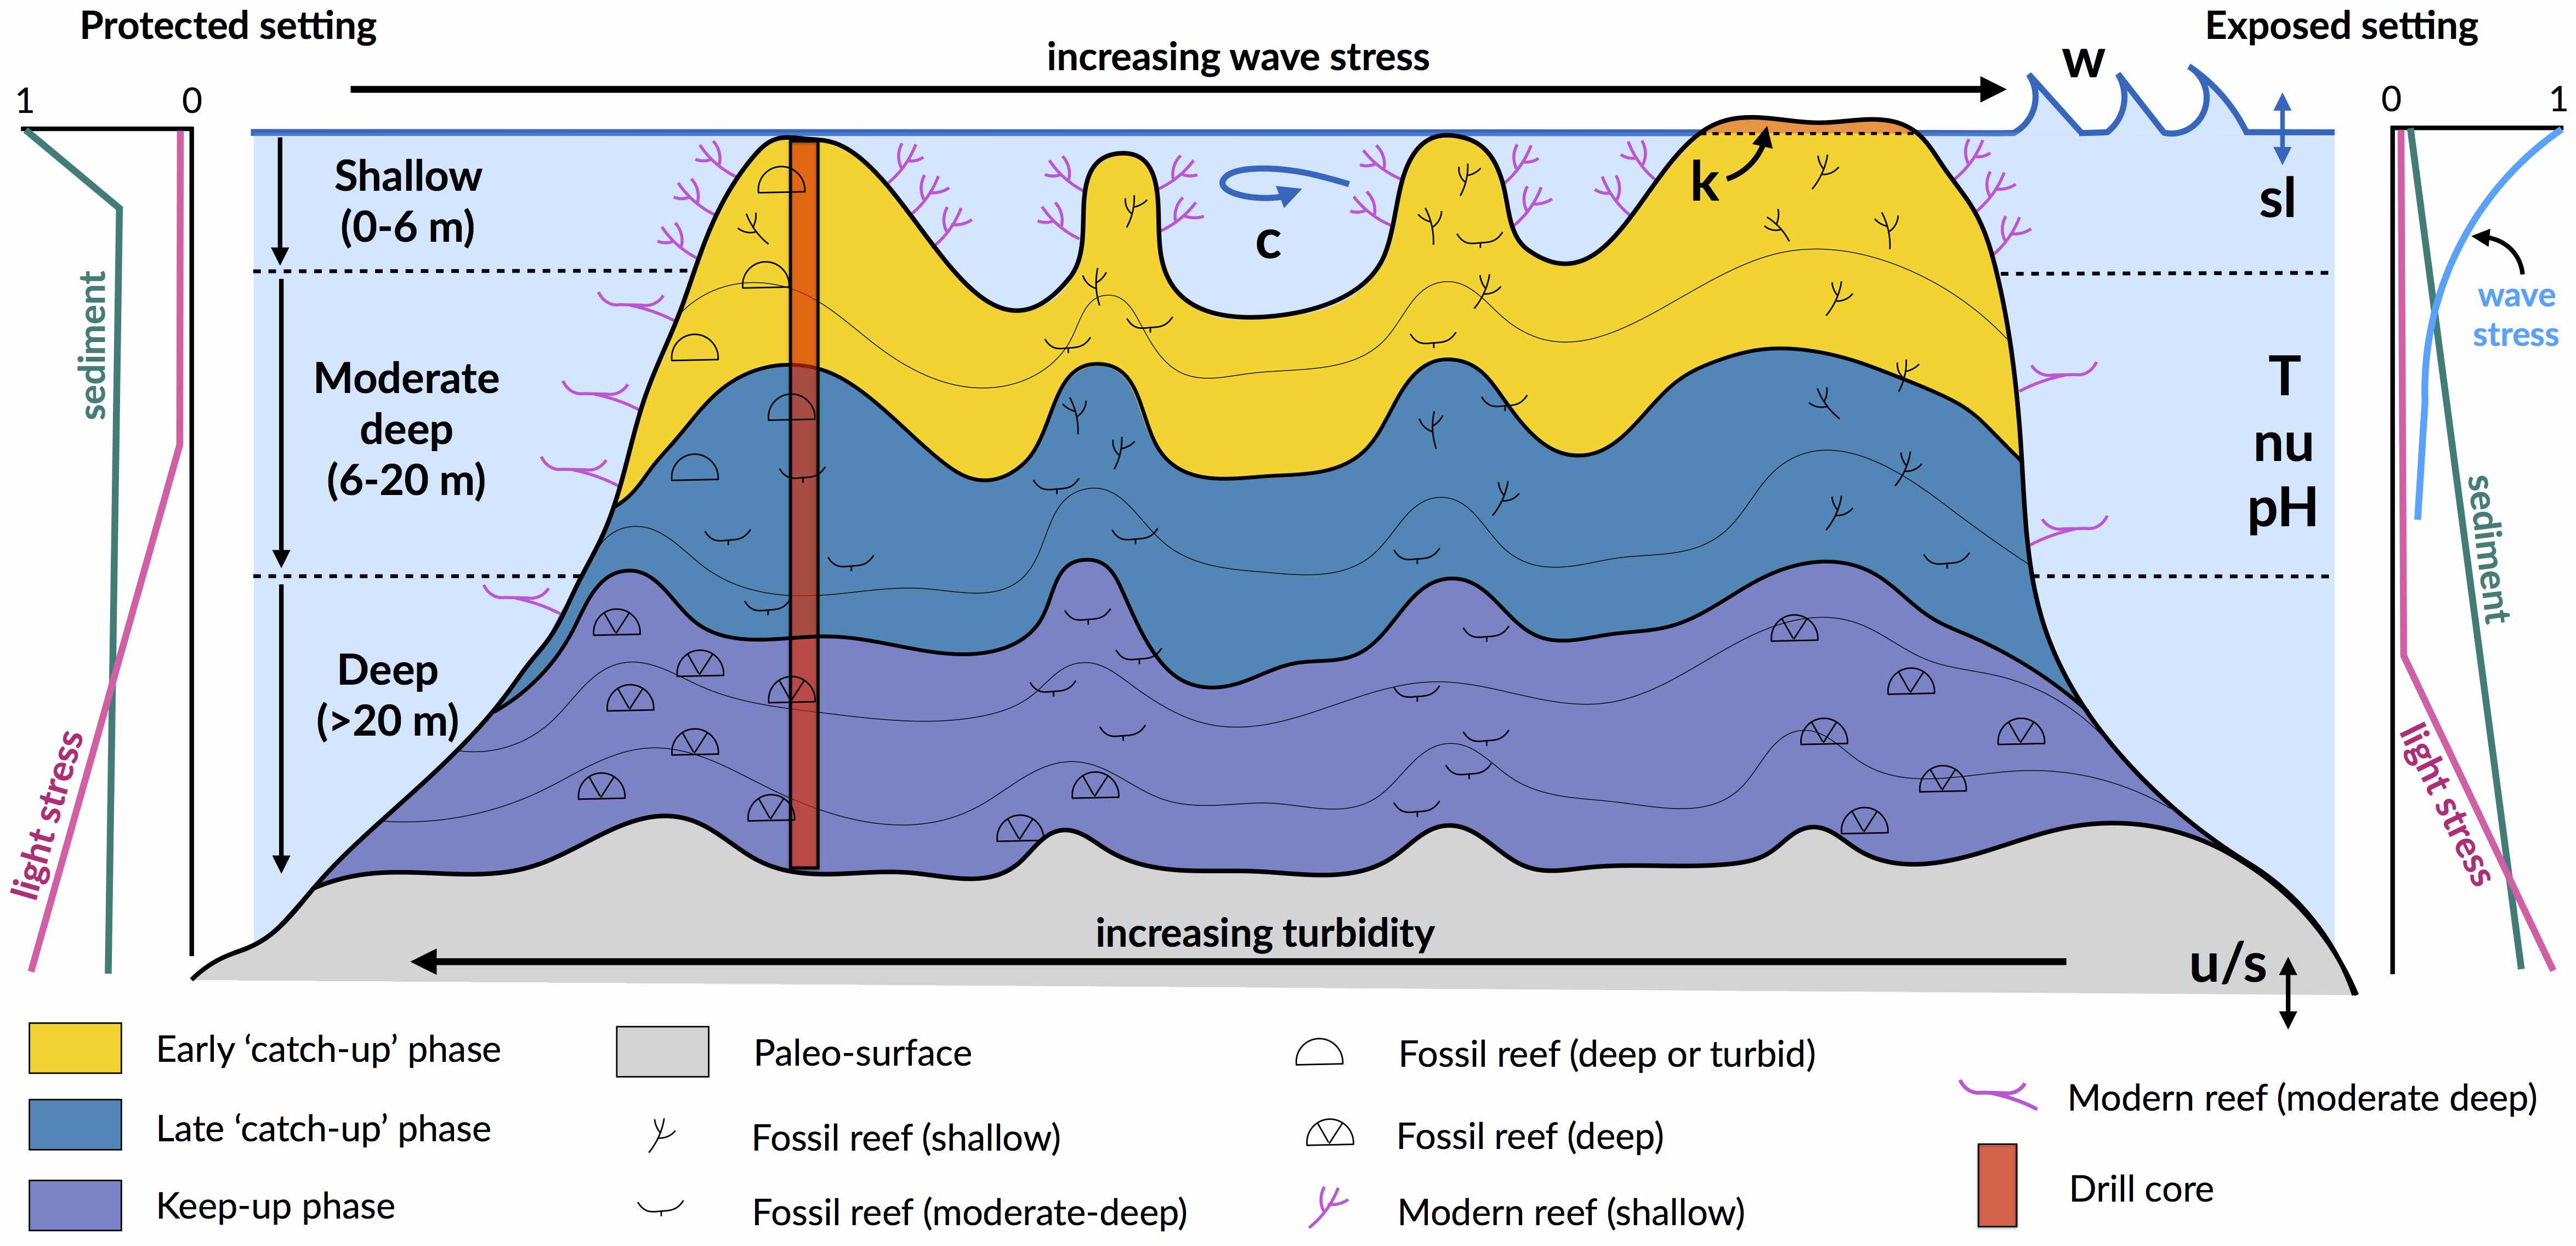 Protected setting
Exposed setting
increasing wave stress
w
1
0
0
1
Shallow
(0-6 m)
k
c
sl
sediment
wave
stress
Moderate
deep
(6-20 m)
T
nu
pH
sediment
Deep
(>20 m)
light stress
light stress
increasing turbidity
u/s
Early ‘catch-up’ phase
Late ‘catch-up’ phase
Keep-up phase
Paleo-surface
Fossil reef (shallow)
Fossil reef (moderate-deep)
Fossil reef (deep or turbid)
Fossil reef (deep)
Modern reef (shallow)
Modern reef (moderate deep)
Drill core